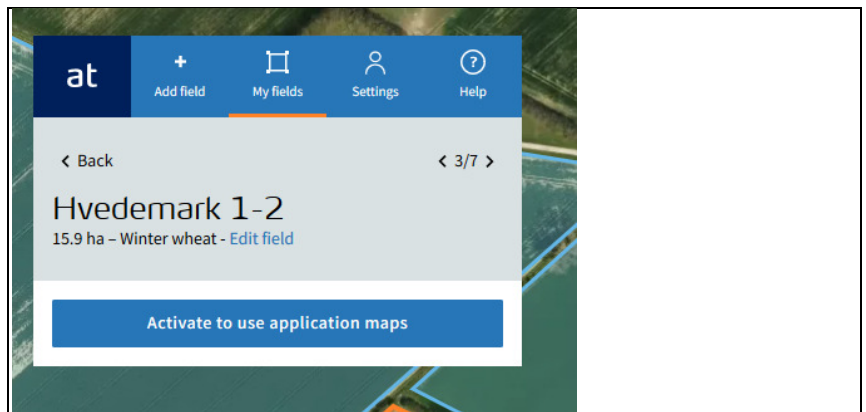 at
+ Add field
My fields
Settings
? Help
< Back
< 3/7 >
Hvedemark 1-2
15.9 ha – Winter wheat - Edit field
Activate to use application maps